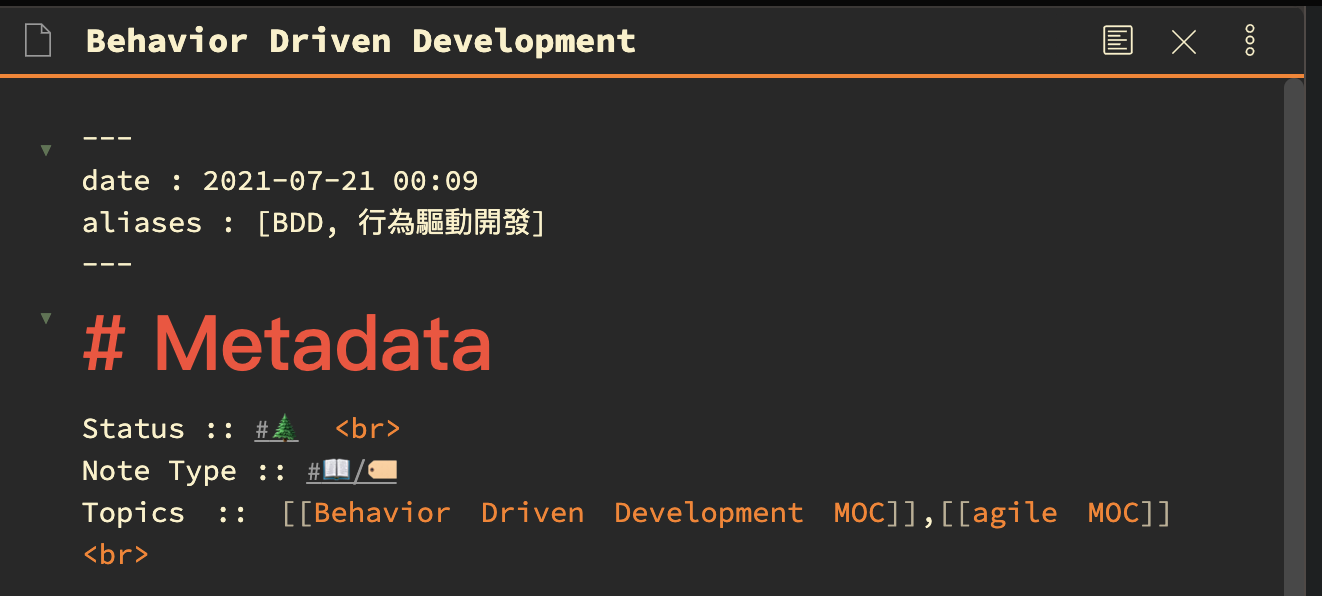 Behavior Driven Development
---
date : 2021-07-21 00:09
aliases : [BDD, 行為驅動開發]
---
# Metadata
Status :: #🌲 <br>
Note Type :: #📖/🏷️
Topics :: [[Behavior Driven Development MOC]],[[agile MOC]]
<br>